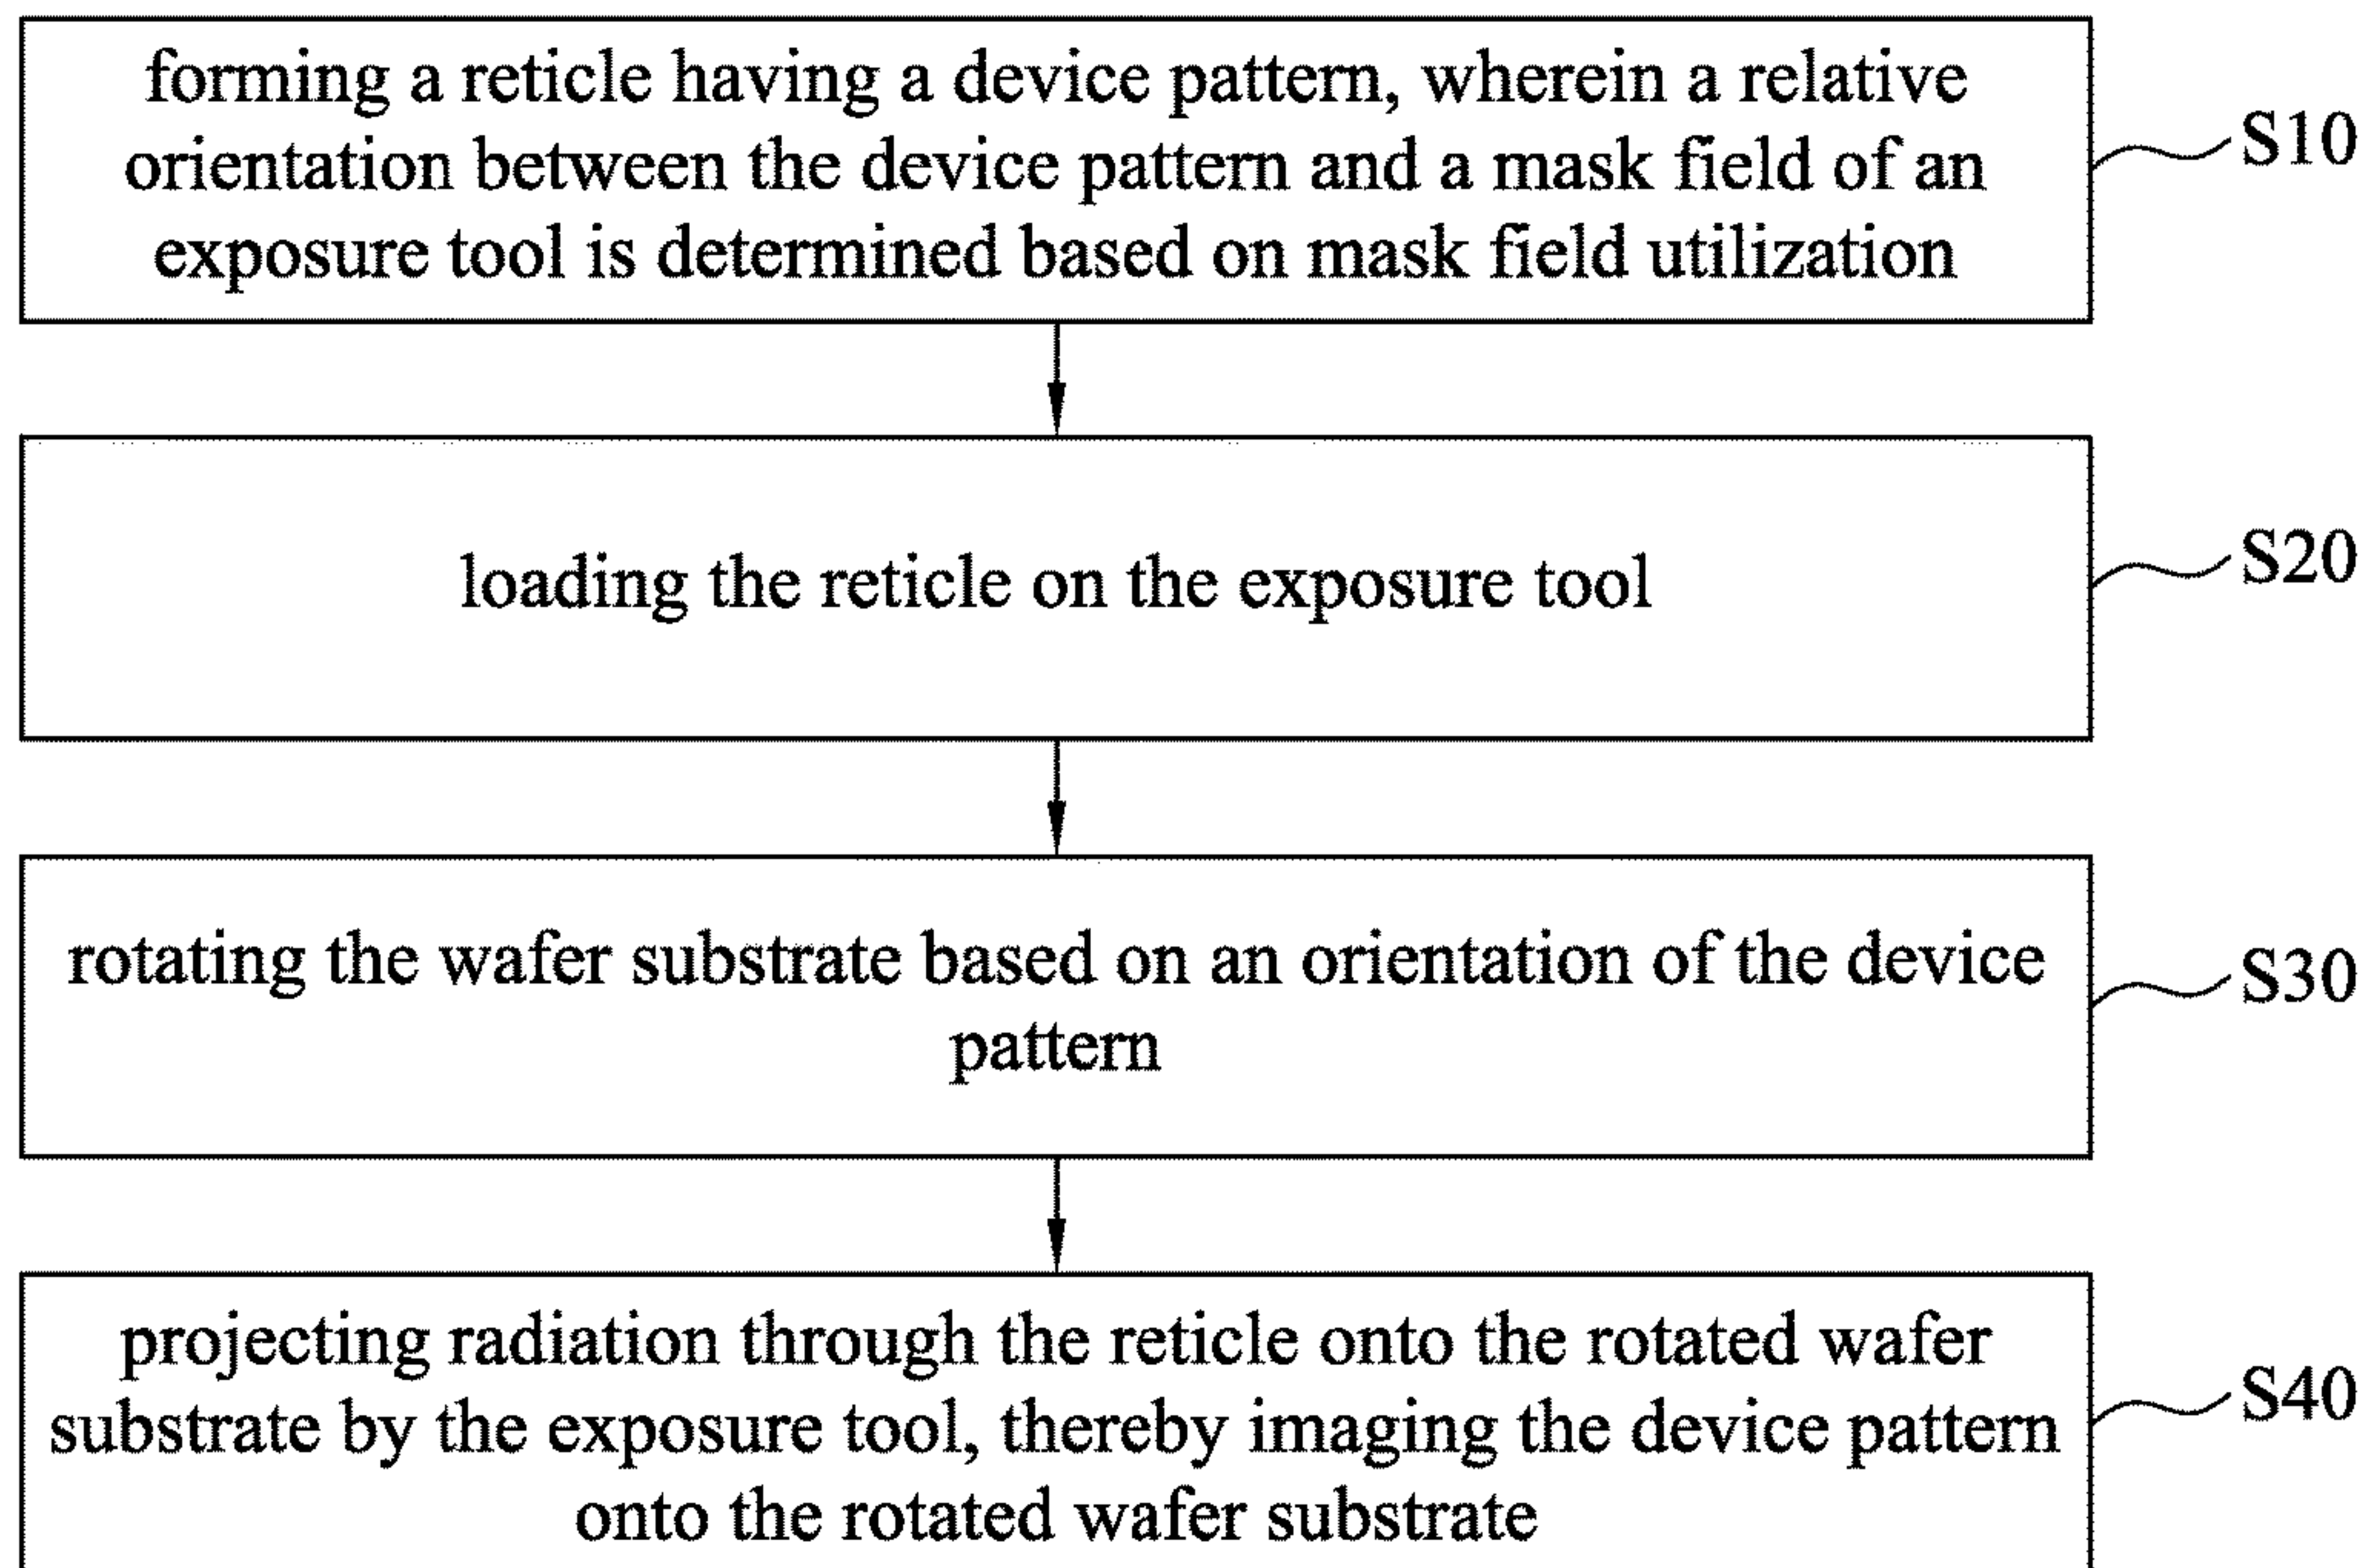 forming a reticle having a device pattern, wherein a relative
orientation between the device pattern and a mask field of an
exposure tool is determined based on mask field utilization
S10
loading the reticle on the exposure tool
S20
rotating the wafer substrate based on an orientation of the device
pattern
S30
projecting radiation through the reticle onto the rotated wafer
substrate by the exposure tool, thereby imaging the device pattern
onto the rotated wafer substrate
S40